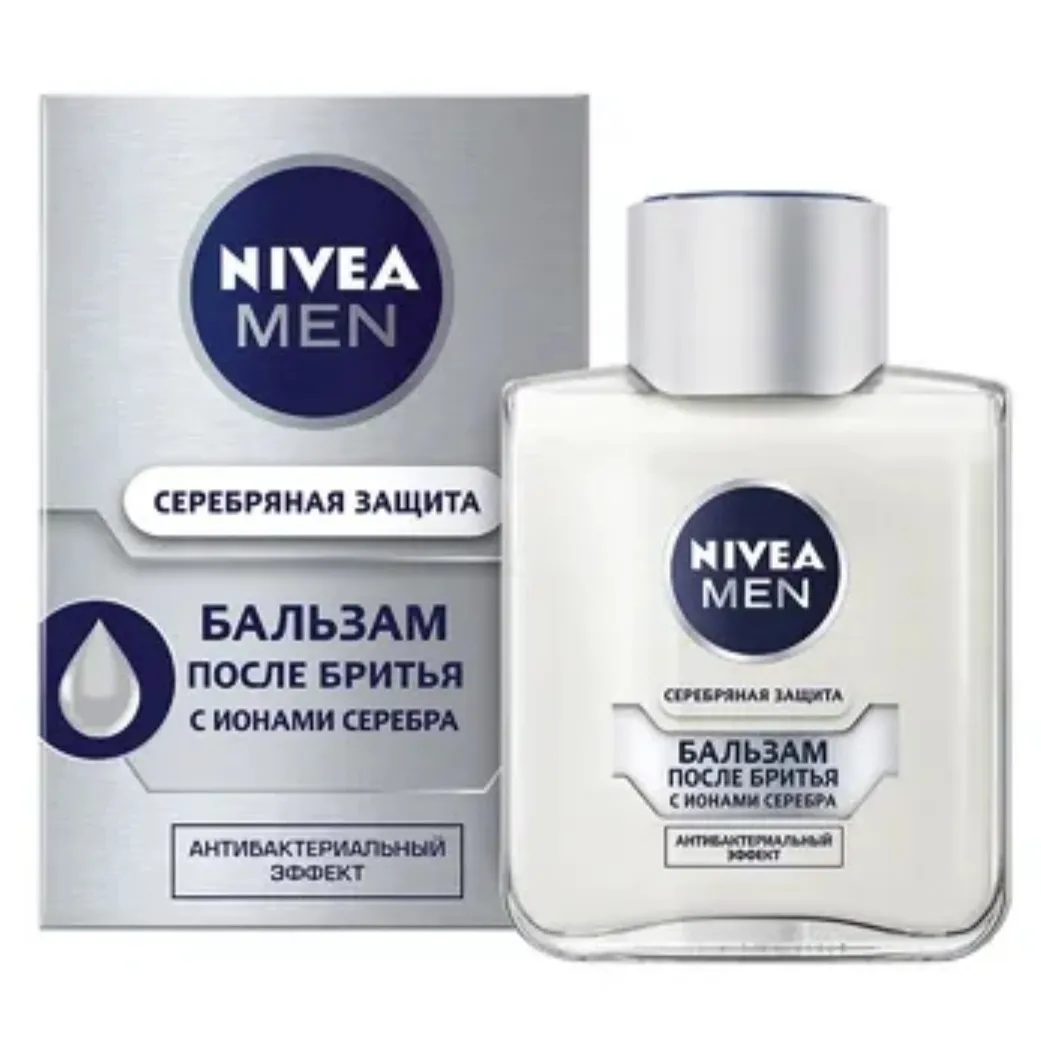 NIVEA
MEN
СЕРЕБРЯНАЯ ЗАЩИТА
БАЛЬЗАМ
ПОСЛЕ БРИТЬЯ
С ИОНАМИ СЕРЕБРА
АНТИБАКТЕРИАЛЬНЫЙ
ЭФФЕКТ
NIVEA
MEN
СЕРЕБРЯНАЯ ЗАЩИТА
БАЛЬЗАМ
ПОСЛЕ БРИТЬЯ
С ИОНАМИ СЕРЕБРА
АНТИБАКТЕРИАЛЬНЫЙ
ЭФФЕКТ